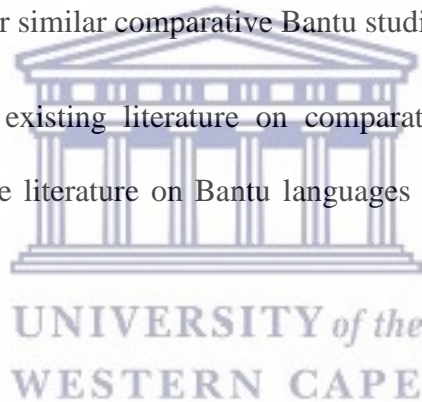 r similar comparative Bantu studi
existing literature on comparat
e literature on Bantu languages
UNIVERSITY of the
WESTERN CAPE